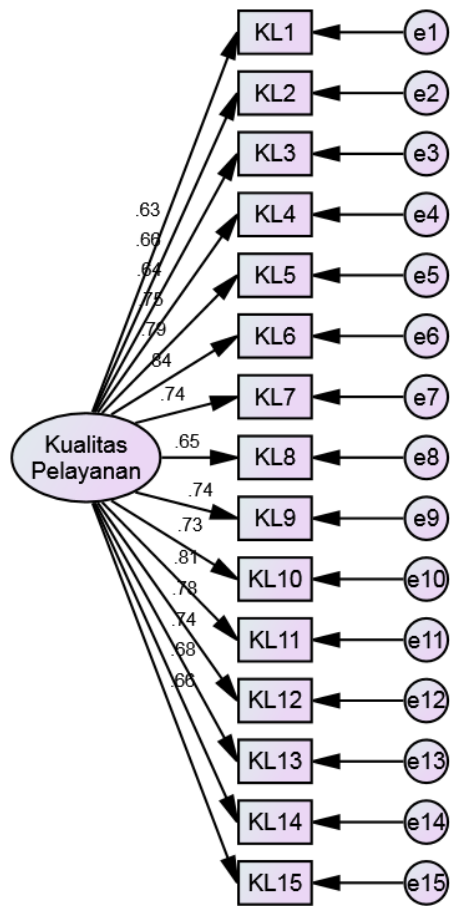 KL1
e1
KL2
e2
KL3
e3
KL4
e4
KL5
e5
KL6
e6
KL7
e7
KL8
e8
KL9
e9
KL10
e10
KL11
e11
KL12
e12
KL13
e13
KL14
e14
KL15
e15
.63
.66
.64
.75
.79
.84
.74
.65
.74
.73
.81
.78
.74
.68
.66
Kualitas
Pelayanan